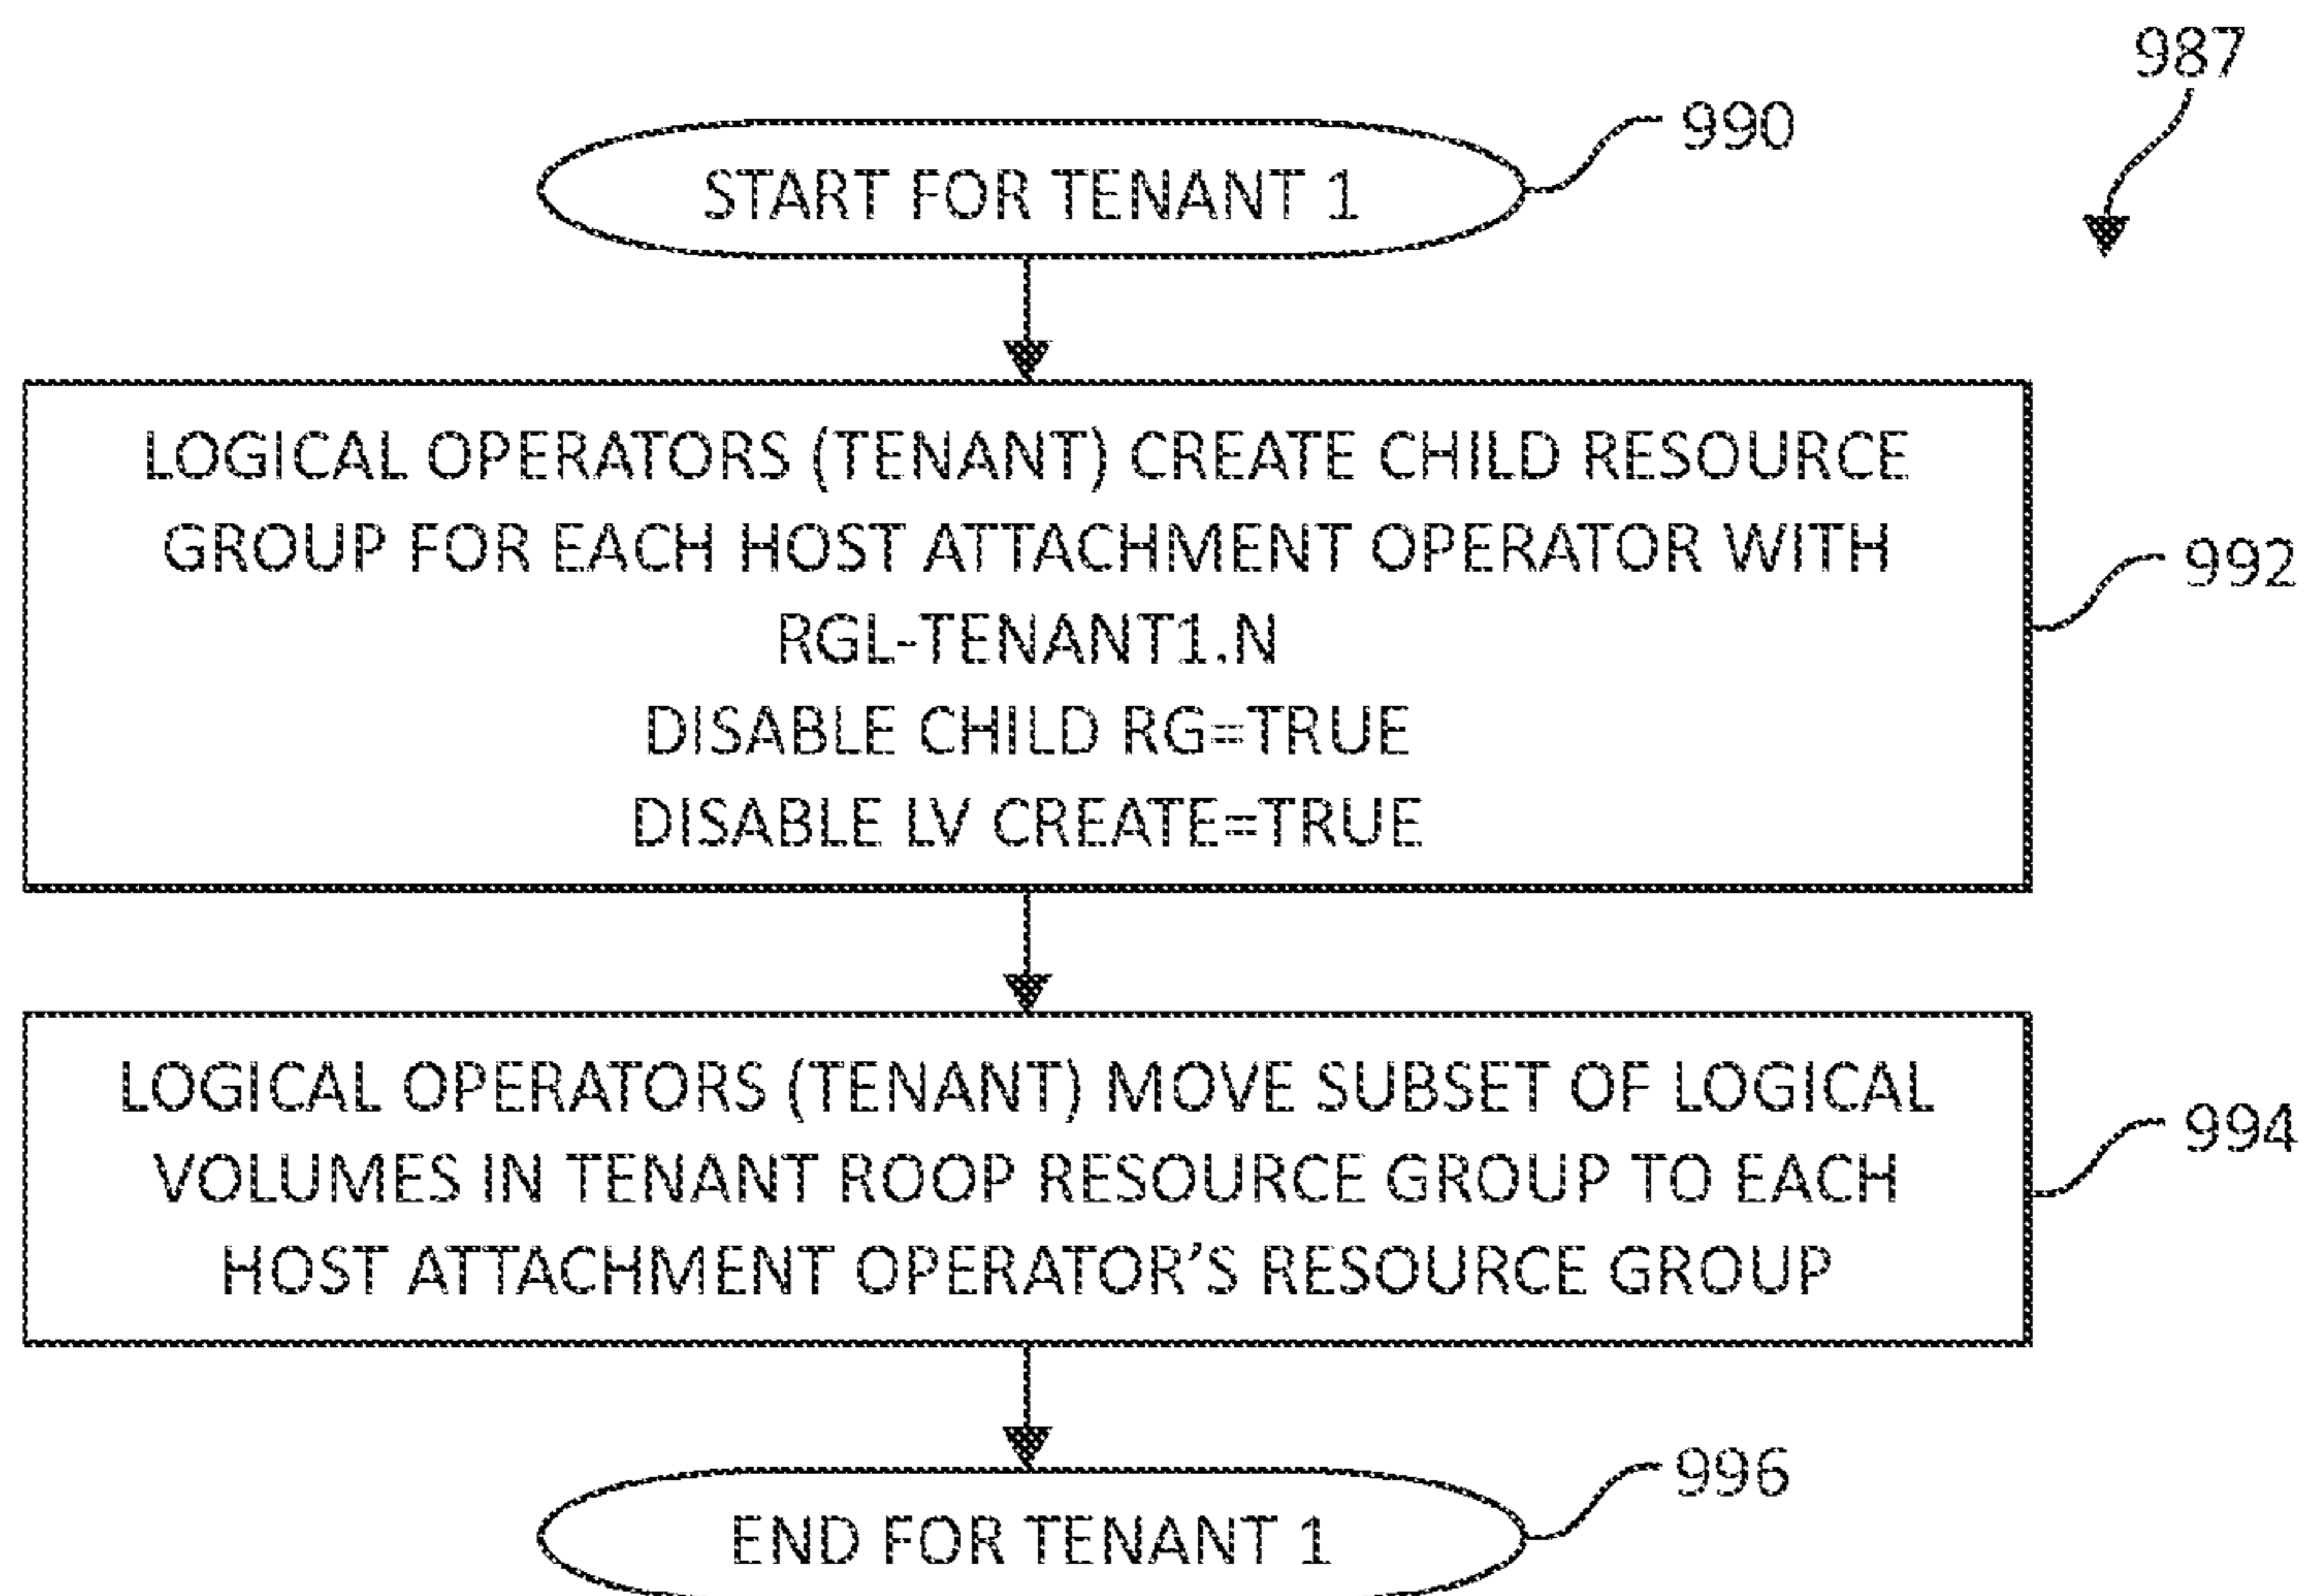 987
990
START FOR TENANT 1
LOGICAL OPERATORS (TENANT) CREATE CHILD RESOURCE
GROUP FOR EACH HOST ATTACHMENT OPERATOR WITH
RGL-TENANT1.N
DISABLE CHILD RG=TRUE
DISABLE LV CREATE=TRUE
992
LOGICAL OPERATORS (TENANT) MOVE SUBSET OF LOGICAL
VOLUMES IN TENANT ROOP RESOURCE GROUP TO EACH
HOST ATTACHMENT OPERATOR'S RESOURCE GROUP
994
996
END FOR TENANT 1